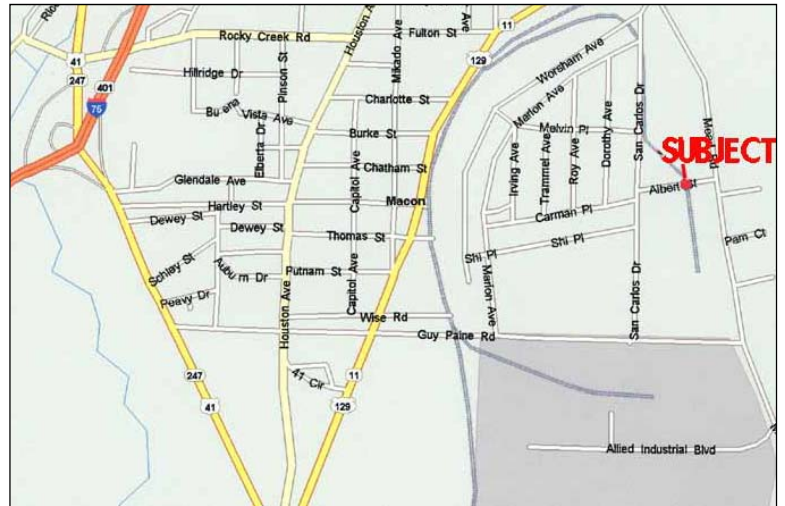 Houston A
Ave
Fulton St
11
Rocky Creek Rd
Mikado Ave
41
247
401
75
129
Hillridge Dr
Pinson St
Worsham Ave
Marion Ave
Charlotte St
Buena Vista Ave
Melvin Pl
Burke St
Elberta Dr
Capitol Ave
Irving Ave
Trammel Ave
Roy Ave
Dorothy Ave
San Carlos Dr
SUBJECT
Chatham St
Glendale Ave
Albert St
Hartley St
Macon
Carman Pl
Dewey St
Dewey St
Thomas St
Shi Pl
Pam Ct
Schley St
Shi Pl
Auburn Dr
Putnam St
Capitol Ave
Marion Ave
San Carlos Dr
Peavy Dr
Houston Ave
Wise Rd
Guy Paine Rd
247
41 Cir
11
41
129
Allied Industrial Blvd